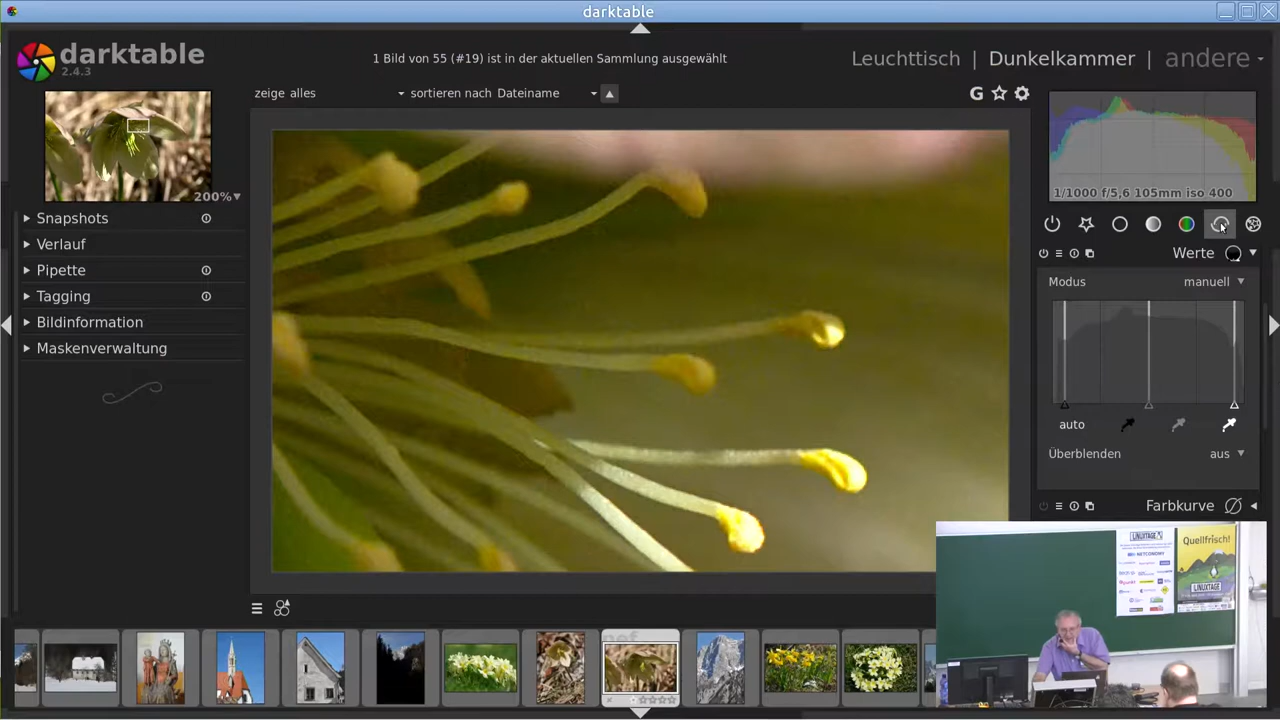 darktable
darktable
2.4.3
1 Bild von 55 (#19) ist in der aktuellen Sammlung ausgewählt
Leuchttisch | Dunkelkammer | andere
zeige alles
sortieren nach Dateiname
G
200%
1/1000 f/5,6 105mm iso 400
Snapshots
Verlauf
Pipette
Tagging
Bildinformation
Maskenverwaltung
Werte
Modus
manuell
auto
Überblenden
aus
Farbkurve
LINUXTAGE
NETCONOMY
Quellfrisch!
LINUXTAGE